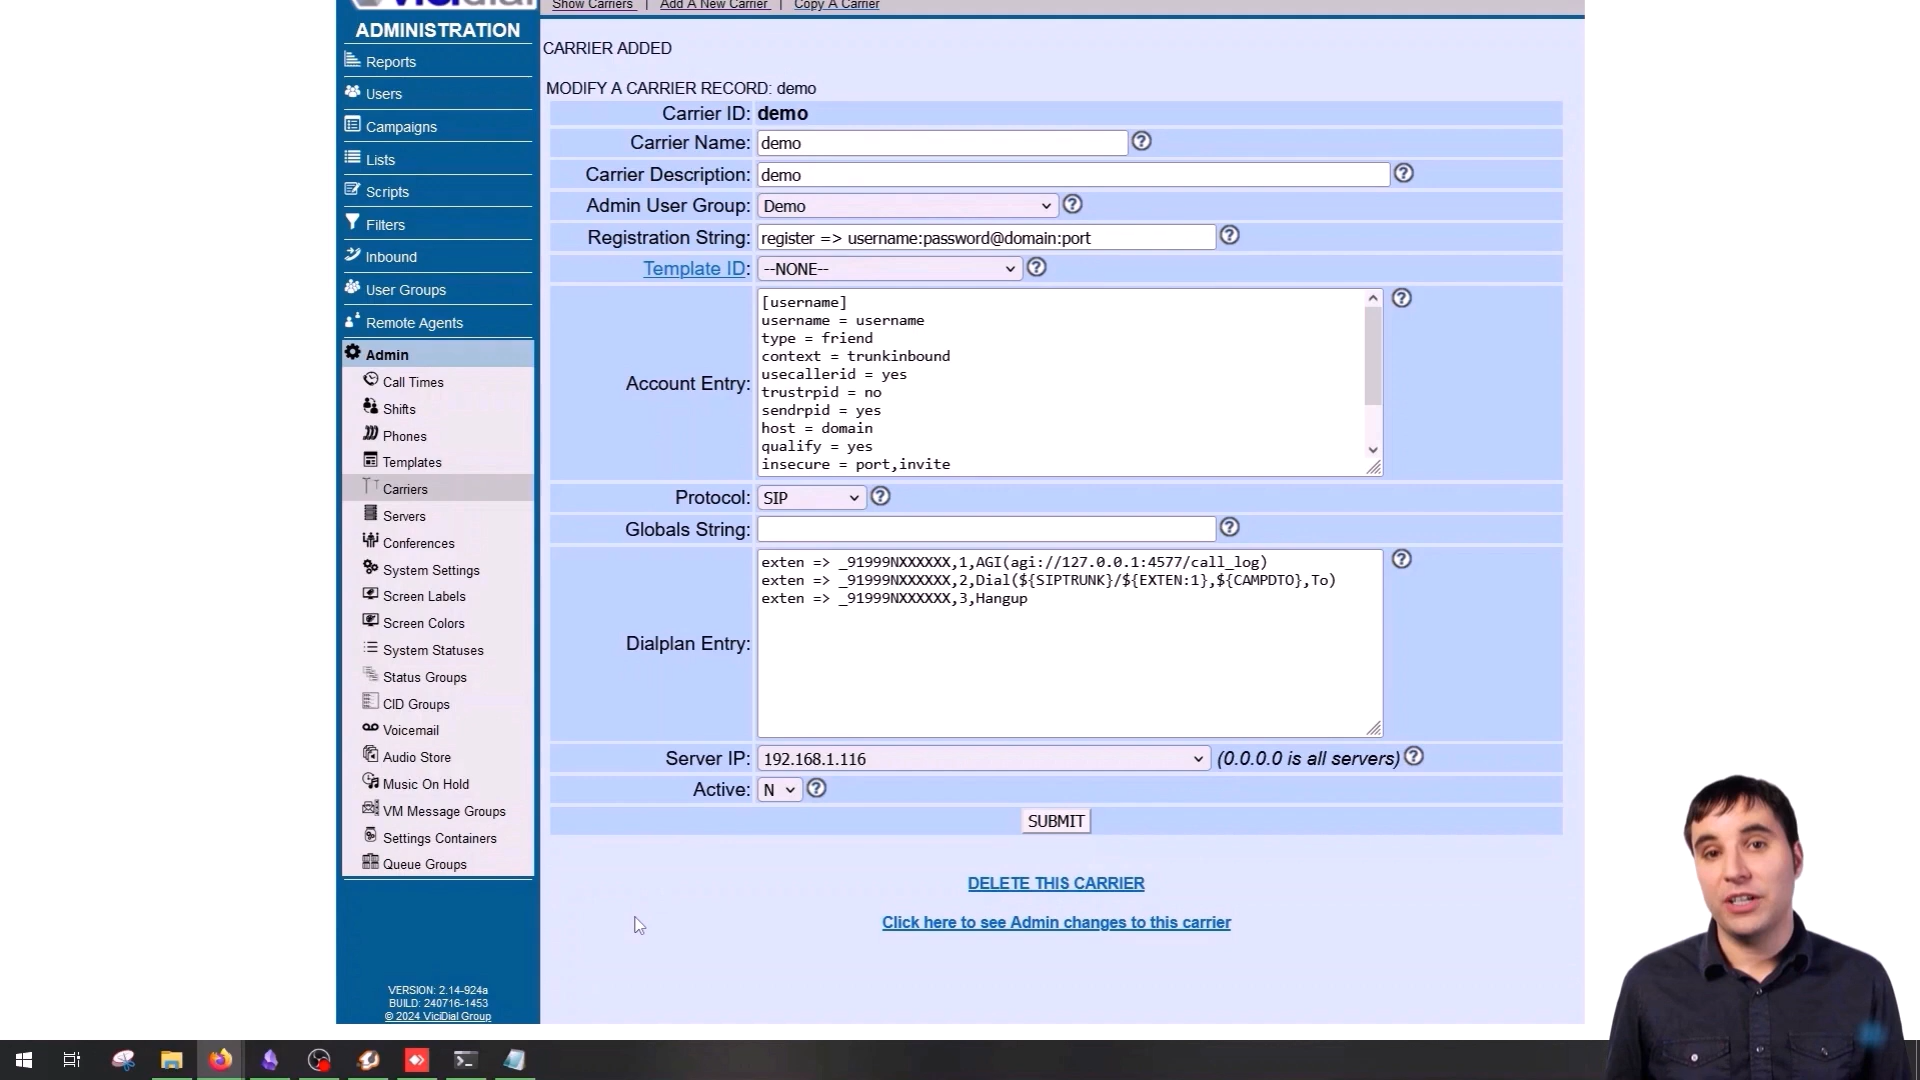 Show Carriers | Add A New Carrier | Copy A Carrier
ADMINISTRATION
Reports
Users
Campaigns
Lists
Scripts
Filters
Inbound
User Groups
Remote Agents
Admin
Call Times
Shifts
Phones
Templates
Carriers
Servers
Conferences
System Settings
Screen Labels
Screen Colors
System Statuses
Status Groups
CID Groups
Voicemail
Audio Store
Music On Hold
VM Message Groups
Settings Containers
Queue Groups
VERSION: 2.14-924a
BUILD: 240716-1453
© 2024 ViciDial Group
CARRIER ADDED
MODIFY A CARRIER RECORD: demo
Carrier ID: demo
Carrier Name: demo
Carrier Description: demo
Admin User Group: Demo
Registration String: register => username:password@domain:port
Template ID: --NONE--
Account Entry:
[username]
username = username
type = friend
context = trunkinbound
usecallerid = yes
trustrpid = no
sendrpid = yes
host = domain
qualify = yes
insecure = port,invite
Protocol: SIP
Globals String:
Dialplan Entry:
exten => _91999NXXXXXX,1,AGI(agi://127.0.0.1:4577/call_log)
exten => _91999NXXXXXX,2,Dial(${SIPTRUNK}/${EXTEN:1},${CAMPDTO},To)
exten => _91999NXXXXXX,3,Hangup
Server IP: 192.168.1.116 (0.0.0.0 is all servers)
Active: N
SUBMIT
DELETE THIS CARRIER
Click here to see Admin changes to this carrier